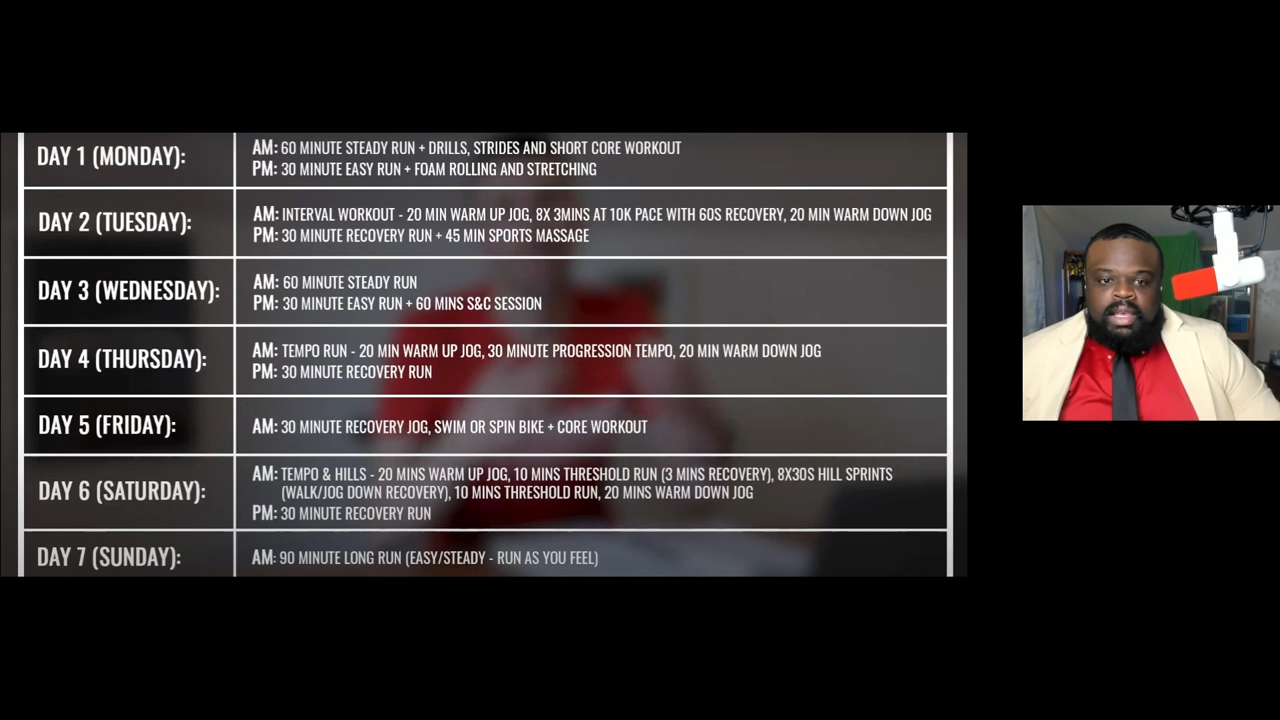 DAY 1 (MONDAY):
AM: 60 MINUTE STEADY RUN + DRILLS, STRIDES AND SHORT CORE WORKOUT
PM: 30 MINUTE EASY RUN + FOAM ROLLING AND STRETCHING
DAY 2 (TUESDAY):
AM: INTERVAL WORKOUT - 20 MIN WARM UP JOG, 8X 3MINS AT 10K PACE WITH 60S RECOVERY, 20 MIN WARM DOWN JOG
PM: 30 MINUTE RECOVERY RUN + 45 MIN SPORTS MASSAGE
DAY 3 (WEDNESDAY):
AM: 60 MINUTE STEADY RUN
PM: 30 MINUTE EASY RUN + 60 MINS S&C SESSION
DAY 4 (THURSDAY):
AM: TEMPO RUN - 20 MIN WARM UP JOG, 30 MINUTE PROGRESSION TEMPO, 20 MIN WARM DOWN JOG
PM: 30 MINUTE RECOVERY RUN
DAY 5 (FRIDAY):
AM: 30 MINUTE RECOVERY JOG, SWIM OR SPIN BIKE + CORE WORKOUT
DAY 6 (SATURDAY):
AM: TEMPO & HILLS - 20 MINS WARM UP JOG, 10 MINS THRESHOLD RUN (3 MINS RECOVERY), 8X30S HILL SPRINTS
(WALK/JOG DOWN RECOVERY), 10 MINS THRESHOLD RUN, 20 MINS WARM DOWN JOG
PM: 30 MINUTE RECOVERY RUN
DAY 7 (SUNDAY):
AM: 90 MINUTE LONG RUN (EASY/STEADY - RUN AS YOU FEEL)